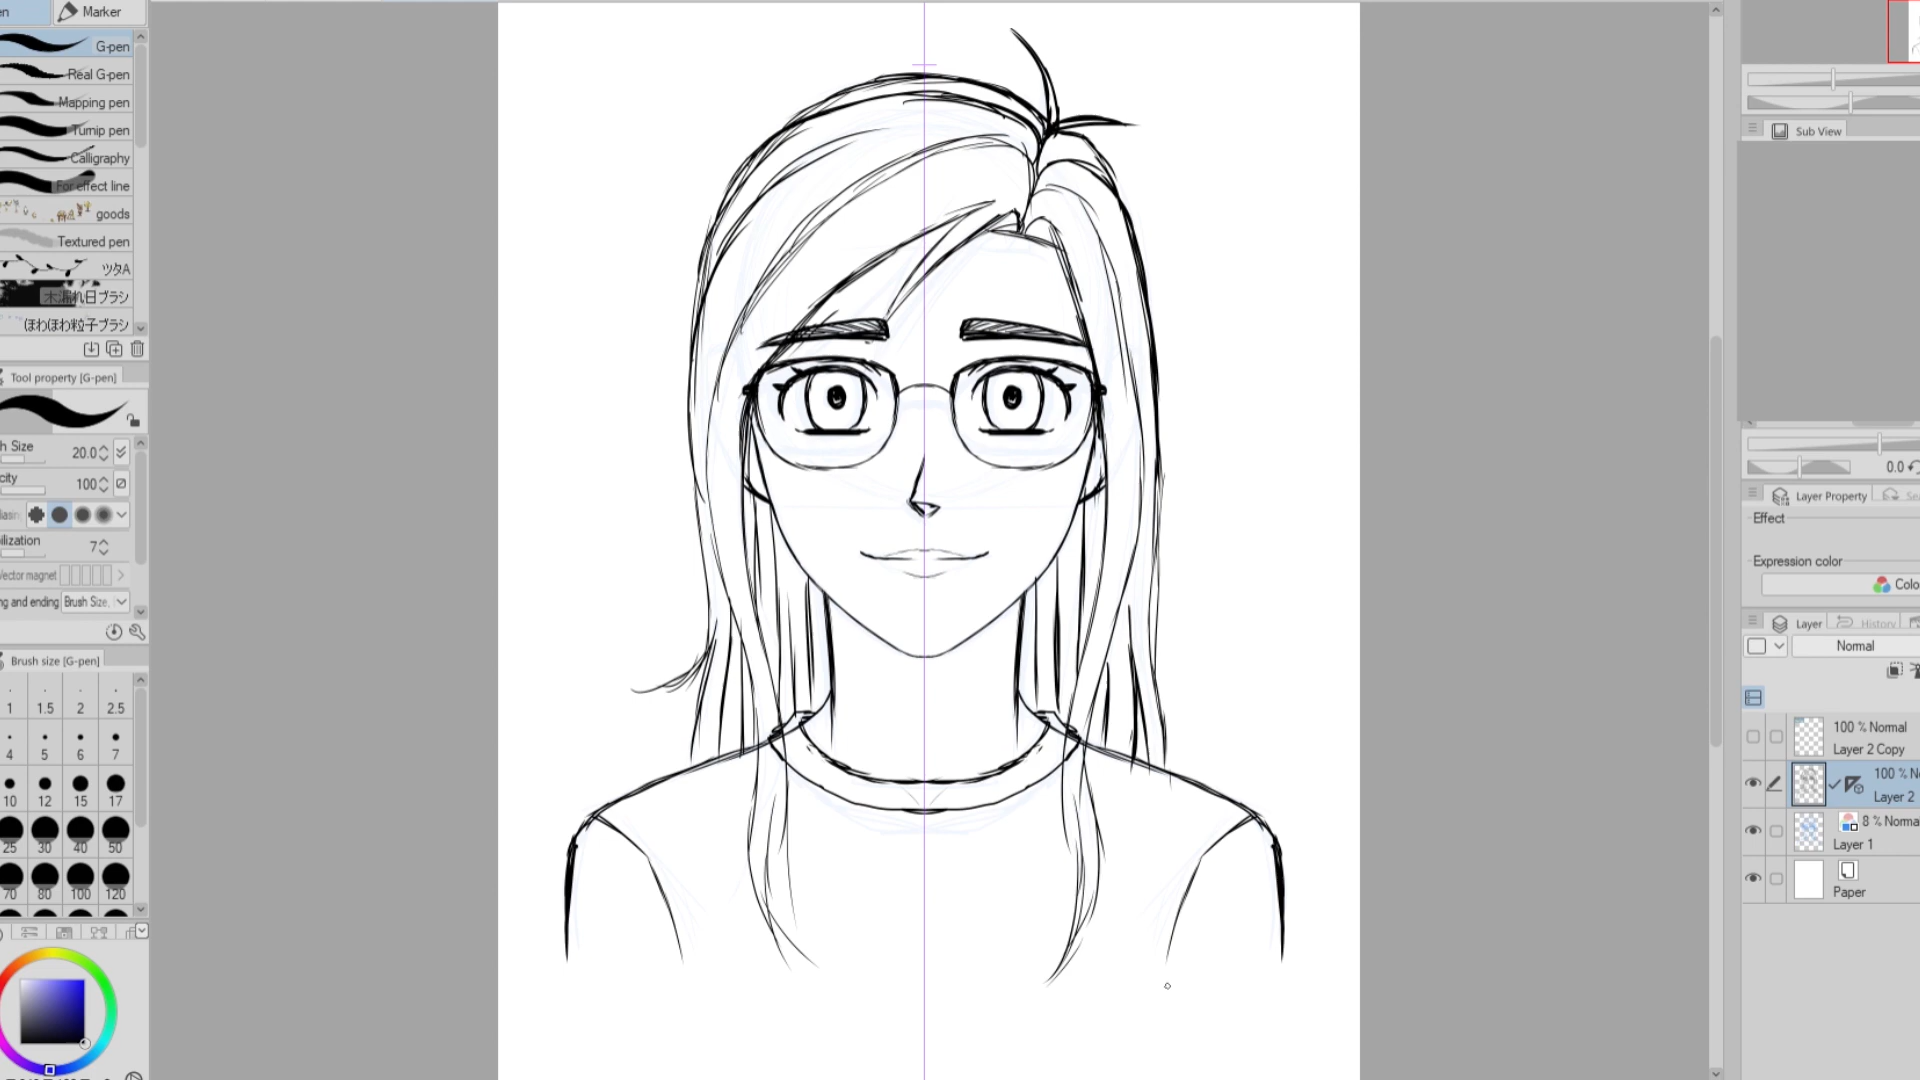 en
Marker
G-pen
Real G-pen
Mapping pen
Turnip pen
Calligraphy
For effect line
goods
Textured pen
ツタA
木漏れ日ブラシ
ほわほわ粒子ブラシ
Tool property [G-pen]
h Size 20.0
city 100
ilization 7
Vector magnet
ng and ending Brush Size,
Brush size [G-pen]
1 1.5 2 2.5
4 5 6 7
10 12 15 17
25 30 40 50
70 80 100 120
Sub View
0.0
Layer Property
Effect
Expression color
Colo
Layer History
Normal
100 % Normal
Layer 2 Copy
100 % N
Layer 2
8 % Norma
Layer 1
Paper